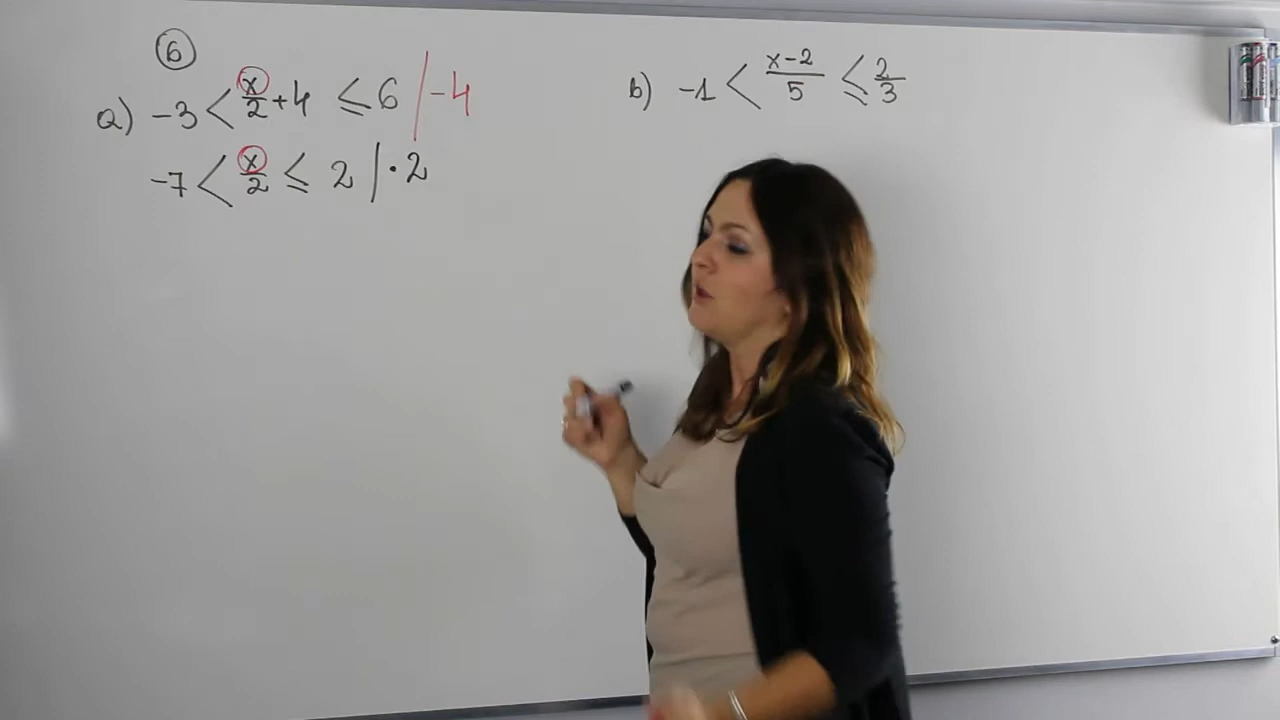 6
a) -3 < x/2 + 4 ≤ 6 | -4
-7 < x/2 ≤ 2 | · 2
b) -1 < x-2/5 ≤ 2/3